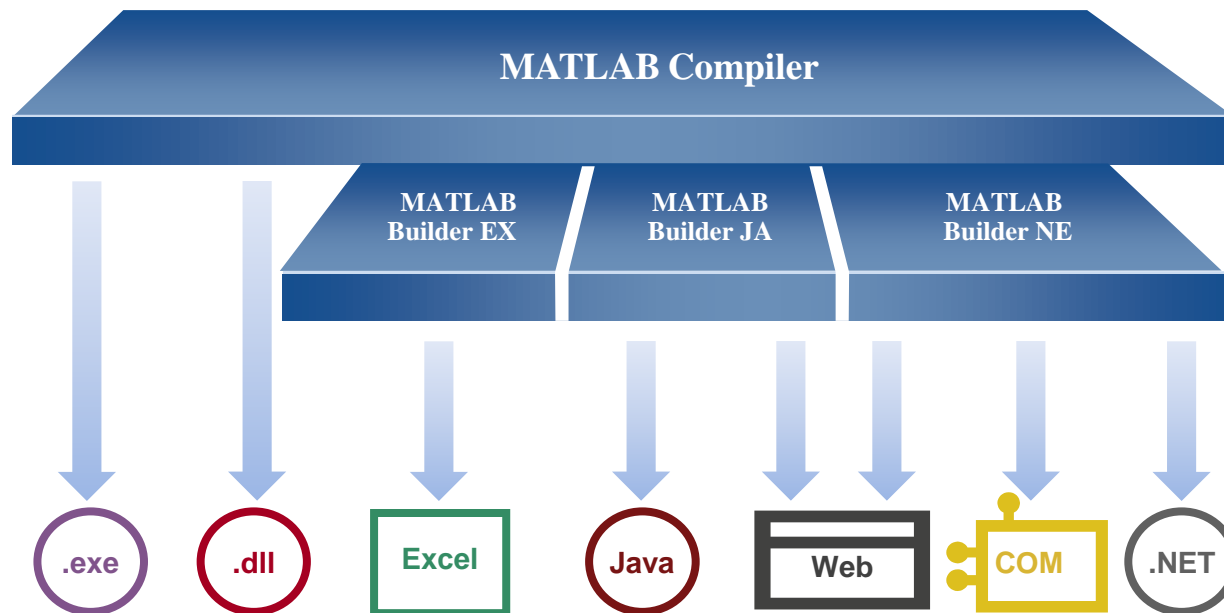 MATLAB Compiler
MATLAB
Builder EX
MATLAB
Builder JA
MATLAB
Builder NE
.exe
.dll
Excel
Java
Web
COM
.NET